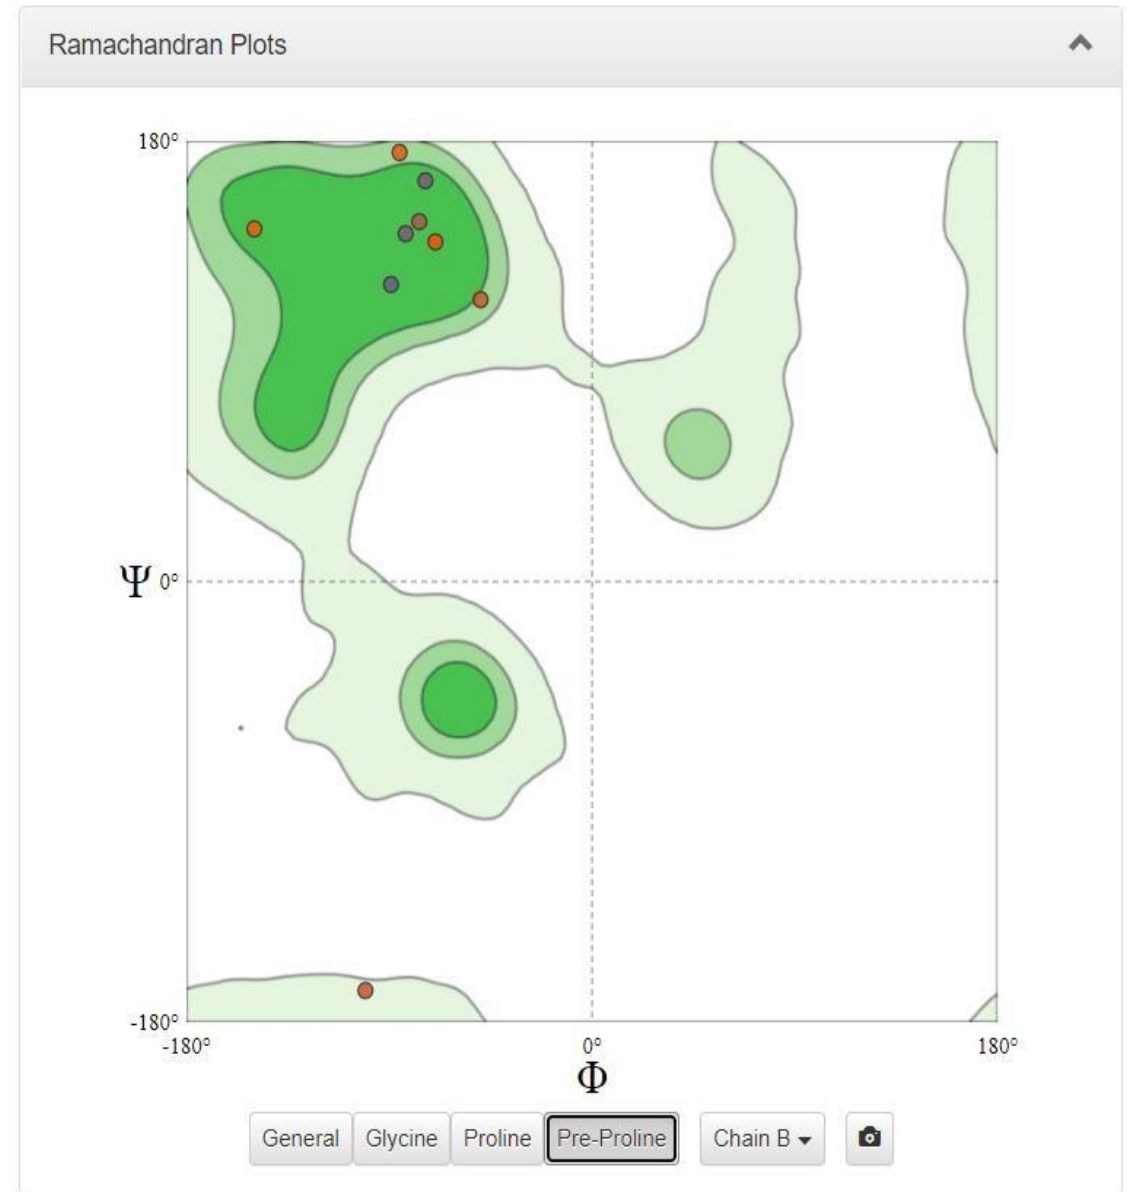 Ramachandran Plots
180°
Ψ 0°
-180°
-180° 0° 180°
Φ
General Glycine Proline Pre-Proline Chain B